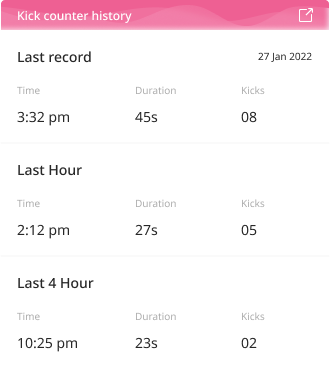 Kick counter history
Last record 27 Jan 2022
Time Duration Kicks
3:32 pm 45s 08
Last Hour
Time Duration Kicks
2:12 pm 27s 05
Last 4 Hour
Time Duration Kicks
10:25 pm 23s 02